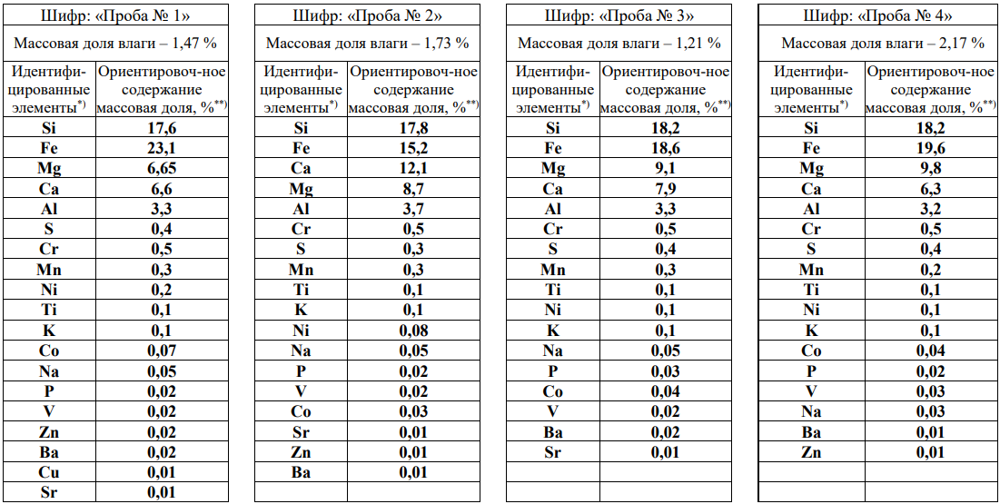 Шифр: «Проба № 1»
Массовая доля влаги – 1,47 %
Идентифи-
цированные
элементы*)
Ориентировоч-ное
содержание
массовая доля, %**)
Si 17,6
Fe 23,1
Mg 6,65
Ca 6,6
Al 3,3
S 0,4
Cr 0,5
Mn 0,3
Ni 0,2
Ti 0,1
K 0,1
Co 0,07
Na 0,05
P 0,02
V 0,02
Zn 0,02
Ba 0,02
Cu 0,01
Sr 0,01
Шифр: «Проба № 2»
Массовая доля влаги – 1,73 %
Идентифи-
цированные
элементы*)
Ориентировоч-ное
содержание
массовая доля, %**)
Si 17,8
Fe 15,2
Ca 12,1
Mg 8,7
Al 3,7
Cr 0,5
S 0,3
Mn 0,3
Ti 0,1
K 0,1
Ni 0,08
Na 0,05
P 0,02
V 0,02
Co 0,03
Sr 0,01
Zn 0,01
Ba 0,01
Шифр: «Проба № 3»
Массовая доля влаги – 1,21 %
Идентифи-
цированные
элементы*)
Ориентировоч-ное
содержание
массовая доля, %**)
Si 18,2
Fe 18,6
Mg 9,1
Ca 7,9
Al 3,3
Cr 0,5
S 0,4
Mn 0,3
Ti 0,1
Ni 0,1
K 0,1
Na 0,05
P 0,03
Co 0,04
V 0,02
Ba 0,02
Sr 0,01
Шифр: «Проба № 4»
Массовая доля влаги – 2,17 %
Идентифи-
цированные
элементы*)
Ориентировоч-ное
содержание
массовая доля, %**)
Si 18,2
Fe 19,6
Mg 9,8
Ca 6,3
Al 3,2
Cr 0,5
S 0,4
Mn 0,2
Ti 0,1
Ni 0,1
K 0,1
Co 0,04
P 0,02
V 0,03
Na 0,03
Ba 0,01
Zn 0,01